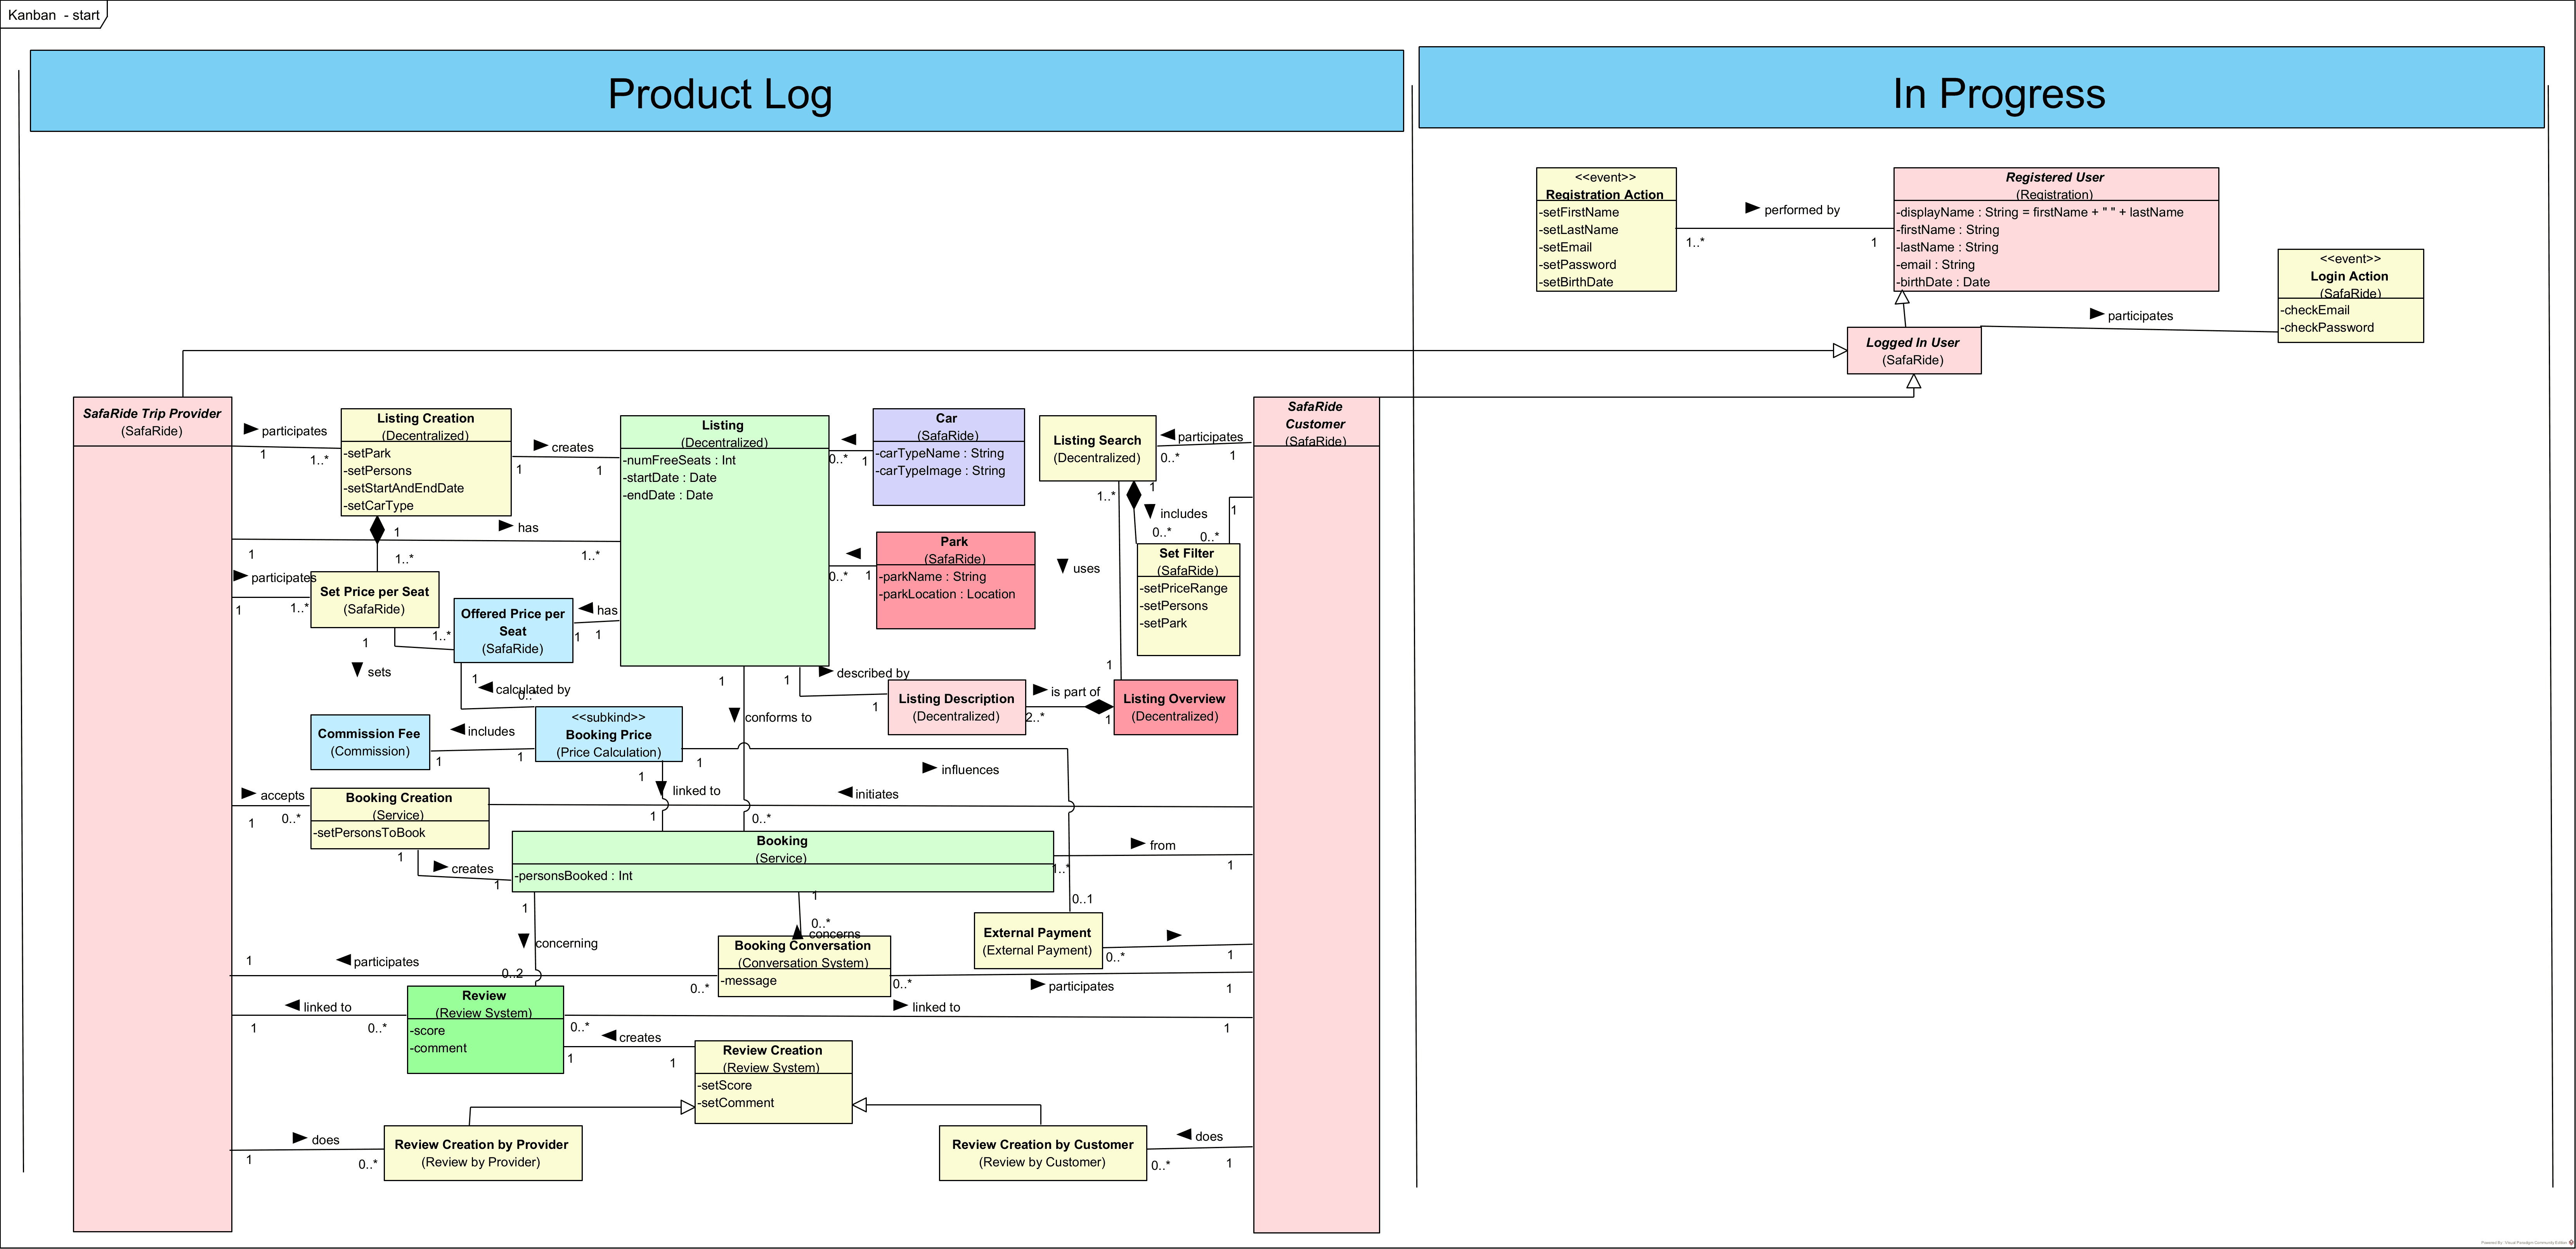 Kanban - start
Product Log
In Progress
<<event>>
Registration Action
-setFirstName
-setLastName
-setEmail
-setPassword
-setBirthDate
performed by
1..*
1
Registered User
(Registration)
-displayName : String = firstName + " " + lastName
-firstName : String
-lastName : String
-email : String
-birthDate : Date
<<event>>
Login Action
(SafaRide)
-checkEmail
-checkPassword
participates
Logged In User
(SafaRide)
SafaRide Trip Provider
(SafaRide)
participates
1
1..*
Listing Creation
(Decentralized)
-setPark
-setPersons
-setStartAndEndDate
-setCarType
creates
1
1
Listing
(Decentralized)
-numFreeSeats : Int
-startDate : Date
-endDate : Date
0..*
1
Car
(SafaRide)
-carTypeName : String
-carTypeImage : String
Listing Search
(Decentralized)
participates
0..*
1
SafaRide
Customer
(SafaRide)
1..*
1
includes
0..*
0..*
1
has
1
1..*
1
1..*
Park
(SafaRide)
-parkName : String
-parkLocation : Location
0..*
1
uses
Set Filter
(SafaRide)
-setPriceRange
-setPersons
-setPark
participates
1
1..*
Set Price per Seat
(SafaRide)
Offered Price per
Seat
(SafaRide)
has
1
1
1
1..*
sets
1
calculated by
0..*
1
1
described by
1
Listing Description
(Decentralized)
is part of
2..*
1
1
Listing Overview
(Decentralized)
conforms to
Commission Fee
(Commission)
includes
1
1
<<subkind>>
Booking Price
(Price Calculation)
1
1
influences
linked to
1
0..*
initiates
accepts
1
0..*
Booking Creation
(Service)
-setPersonsToBook
1
creates
1
Booking
(Service)
-personsBooked : Int
from
1..*
1
0..1
External Payment
(External Payment)
0..*
1
1
concerning
0..2
1
0..*
concerns
Booking Conversation
(Conversation System)
-message
participates
1
0..*
0..*
participates
1
Review
(Review System)
-score
-comment
linked to
1
0..*
linked to
0..*
1
creates
1
1
Review Creation
(Review System)
-setScore
-setComment
does
1
0..*
Review Creation by Provider
(Review by Provider)
Review Creation by Customer
(Review by Customer)
does
0..*
1
Powered By Visual Paradigm Community Edition